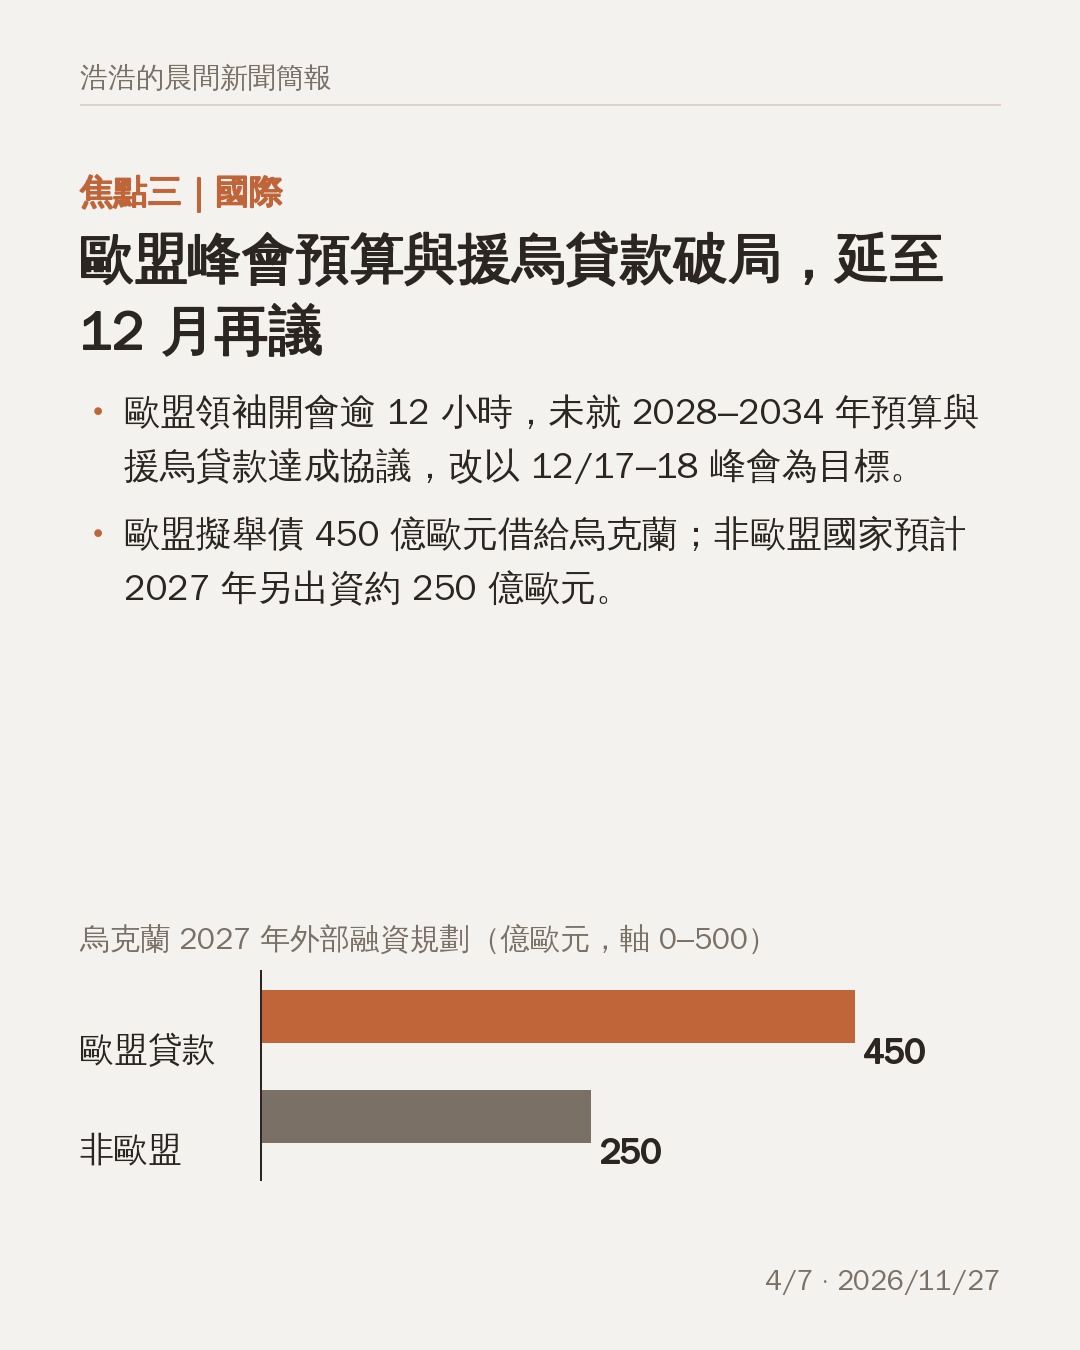 浩浩的晨間新聞簡報
焦點三｜國際
歐盟峰會預算與援烏貸款破局，延至
12 月再議
• 歐盟領袖開會逾 12 小時，未就 2028–2034 年預算與
援烏貸款達成協議，改以 12/17–18 峰會為目標。
• 歐盟擬舉債 450 億歐元借給烏克蘭；非歐盟國家預計
2027 年另出資約 250 億歐元。
烏克蘭 2027 年外部融資規劃（億歐元，軸 0–500）
歐盟貸款
450
非歐盟
250
4/7 · 2026/11/27